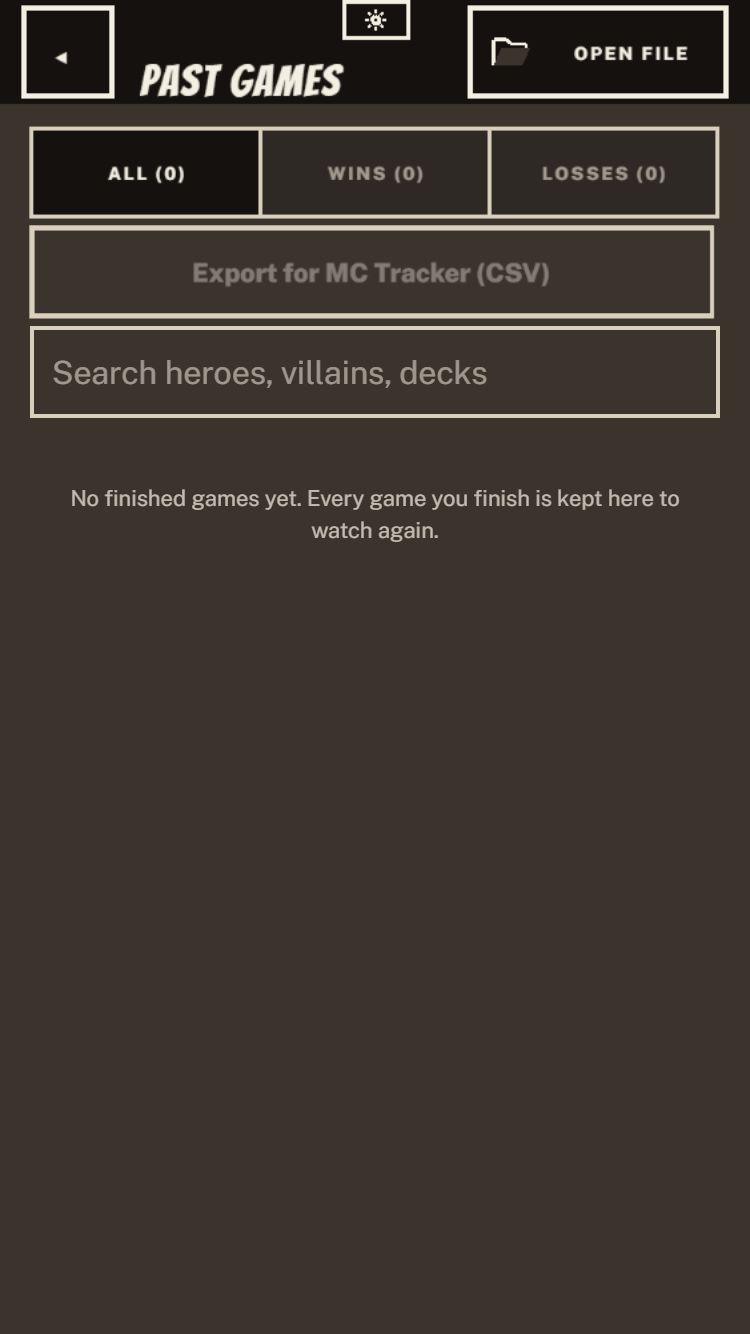 PAST GAMES
OPEN FILE
ALL (0)
WINS (0)
LOSSES (0)
Export for MC Tracker (CSV)
Search heroes, villains, decks
No finished games yet. Every game you finish is kept here to
watch again.